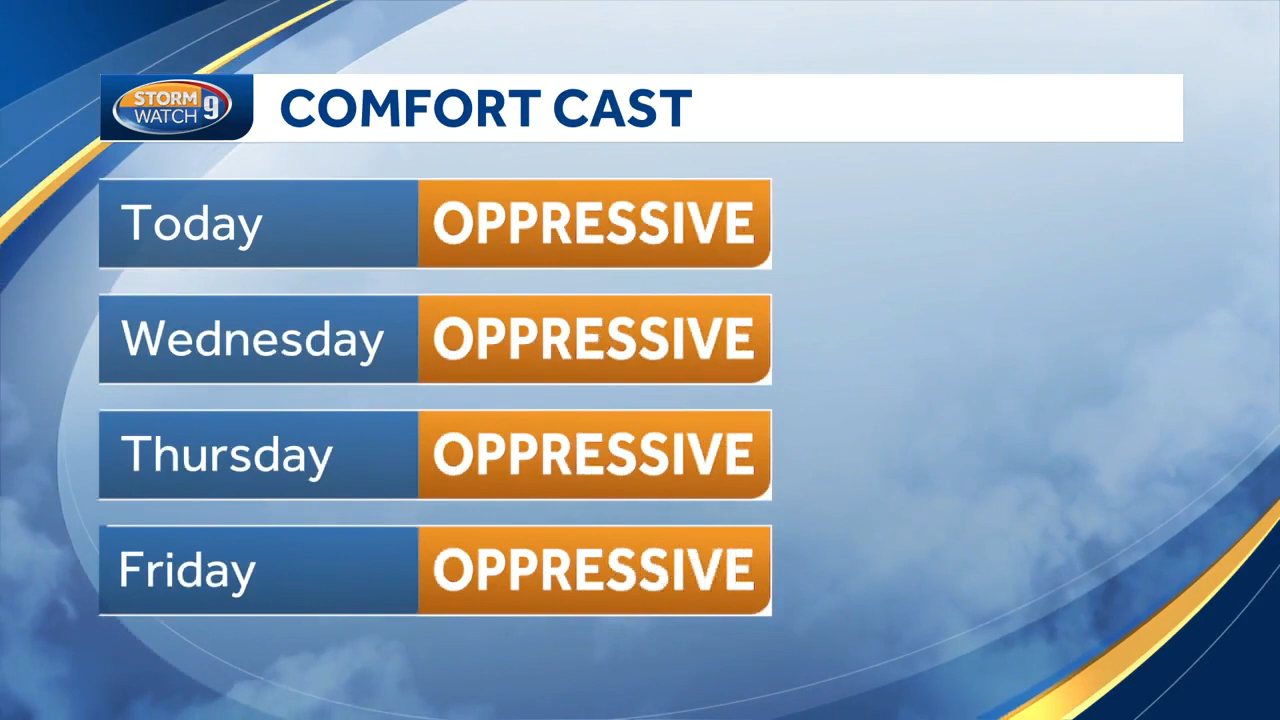 STORM
WATCH 9
COMFORT CAST
Today OPPRESSIVE
Wednesday OPPRESSIVE
Thursday OPPRESSIVE
Friday OPPRESSIVE